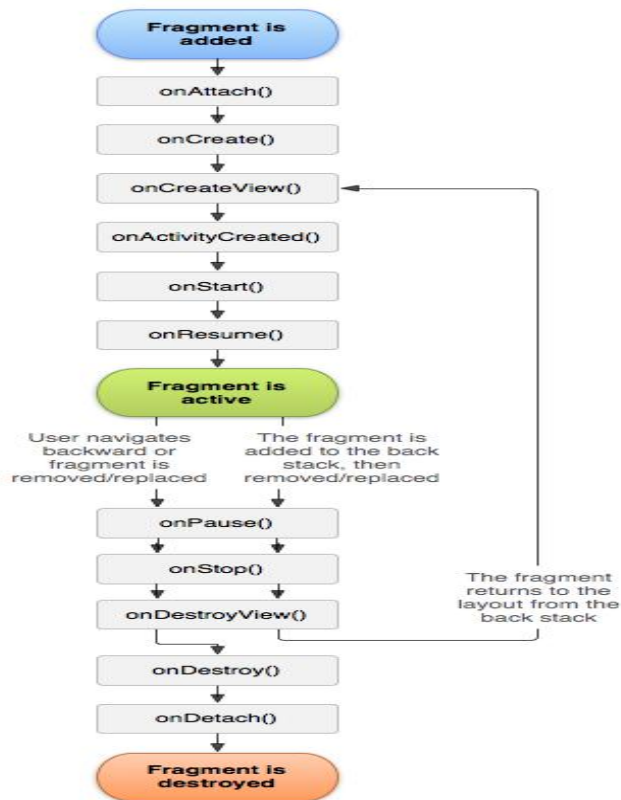 Fragment is
added
onAttach()
onCreate()
onCreateView()
onActivityCreated()
onStart()
onResume()
Fragment is
active
User navigates
backward or
fragment is
removed/replaced
The fragment is
added to the back
stack, then
removed/replaced
onPause()
onStop()
onDestroyView()
The fragment
returns to the
layout from the
back stack
onDestroy()
onDetach()
Fragment is
destroyed